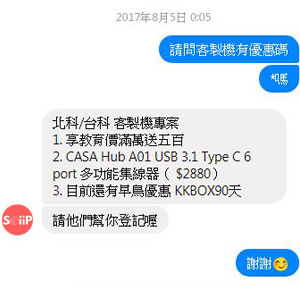 2017年8月5日 0:05
請問客製機有優惠碼
*嗎
北科/台科 客製機專案
1. 享教育價滿萬送五百
2. CASA Hub A01 USB 3.1 Type C 6
port 多功能集線器（ $2880）
3. 目前還有早鳥優惠 KKBOX90天
請他們幫你登記喔
謝謝😊